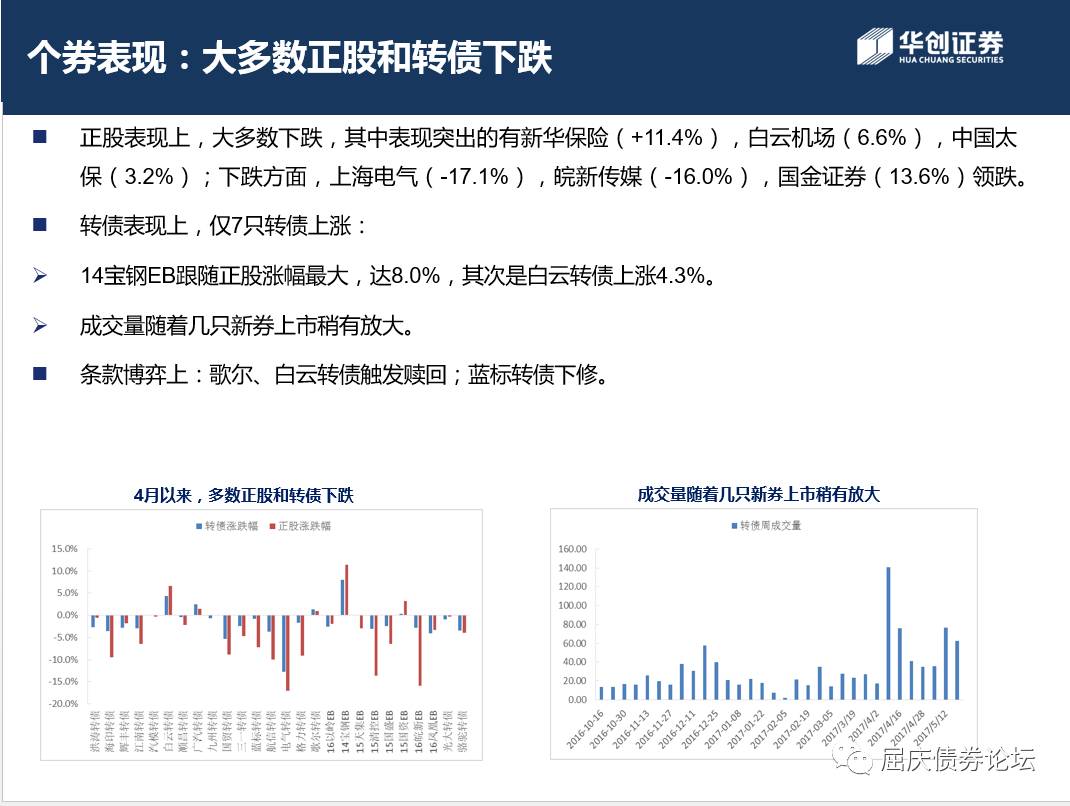 个券表现：大多数正股和转债下跌
华创证券
HUA CHUANG SECURITIES
正股表现上，大多数下跌，其中表现突出的有新华保险（+11.4%），白云机场（6.6%），中国太
保（3.2%）；下跌方面，上海电气（-17.1%），皖新传媒（-16.0%），国金证券（13.6%）领跌。
转债表现上，仅7只转债上涨：
14宝钢EB跟随正股涨幅最大，达8.0%，其次是白云转债上涨4.3%。
成交量随着几只新券上市稍有放大。
条款博弈上：歌尔、白云转债触发赎回；蓝标转债下修。
4月以来，多数正股和转债下跌
转债涨跌幅 正股涨跌幅
15.0%
10.0%
5.0%
0.0%
-5.0%
-10.0%
-15.0%
-20.0%
洪涛转债
海印转债
辉丰转债
江南转债
汽模转债
白云转债
顺昌转债
广汽转债
九州转债
国贸转债
三一转债
蓝标转债
航信转债
电气转债
格力转债
歌尔转债
16以岭EB
14宝钢EB
15天集EB
15清控EB
15国盛EB
15国资EB
16皖新EB
16凤凰EB
光大转债
骆驼转债
成交量随着几只新券上市稍有放大
转债周成交量
160.00
140.00
120.00
100.00
80.00
60.00
40.00
20.00
0.00
2016-10-16
2016-10-30
2016-11-13
2016-11-27
2016-12-11
2016-12-25
2017-01-08
2017-01-22
2017-02-05
2017-02-19
2017-03-05
2017/3/19
2017/4/2
2017/4/16
2017/4/28
2017/5/12
屈庆债券论坛